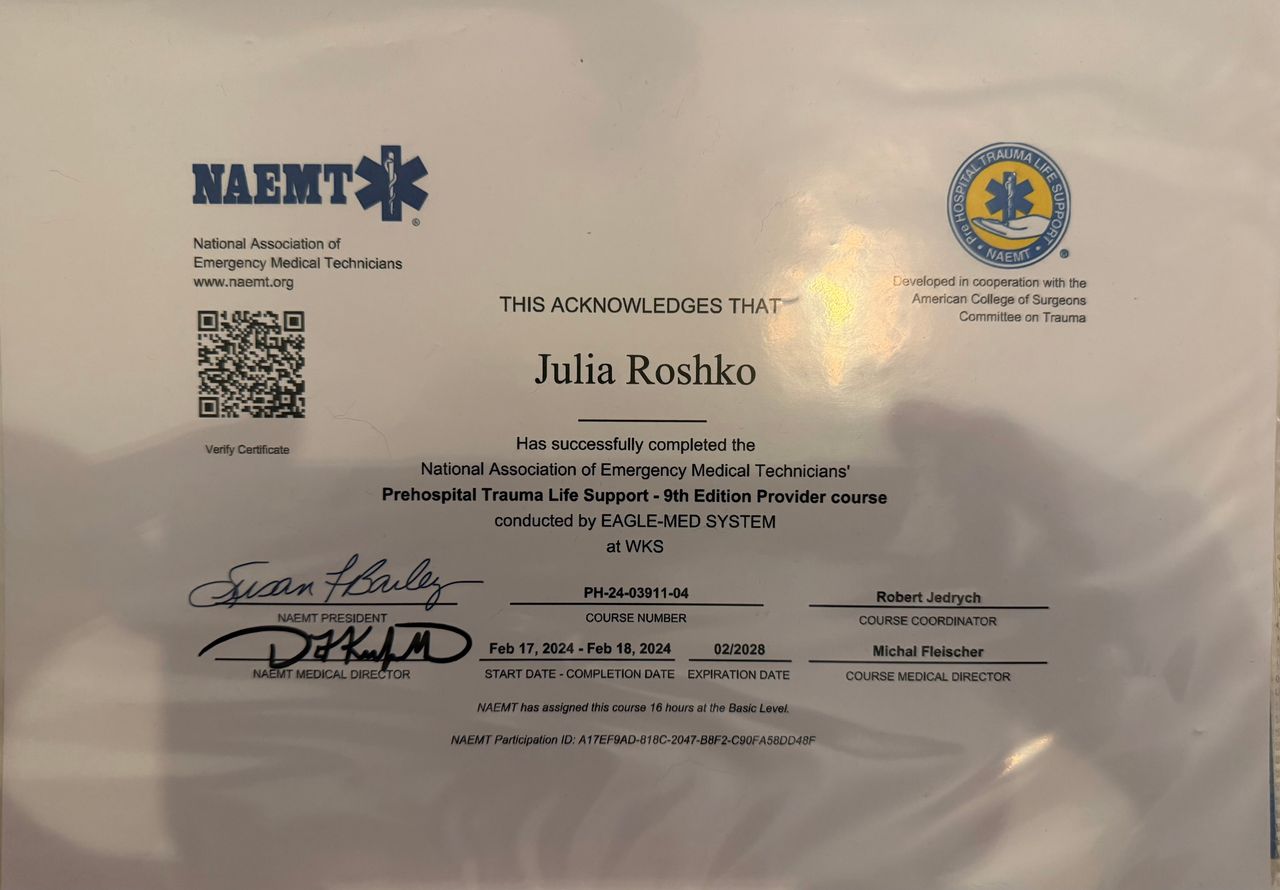 NAEMT
®
National Association of
Emergency Medical Technicians
www.naemt.org
Verify Certificate
Pre HOSPITAL TRAUMA LIFE SUPPORT
• NAEMT •
®
Developed in cooperation with the
American College of Surgeons
Committee on Trauma
THIS ACKNOWLEDGES THAT
Julia Roshko
Has successfully completed the
National Association of Emergency Medical Technicians'
Prehospital Trauma Life Support - 9th Edition Provider course
conducted by EAGLE-MED SYSTEM
at WKS
Susan F Bailey
NAEMT PRESIDENT
PH-24-03911-04
COURSE NUMBER
Robert Jedrych
COURSE COORDINATOR
NAEMT MEDICAL DIRECTOR
Feb 17, 2024 - Feb 18, 2024
START DATE - COMPLETION DATE
02/2028
EXPIRATION DATE
Michal Fleischer
COURSE MEDICAL DIRECTOR
NAEMT has assigned this course 16 hours at the Basic Level.
NAEMT Participation ID: A17EF9AD-818C-2047-B8F2-C90FA58DD48F